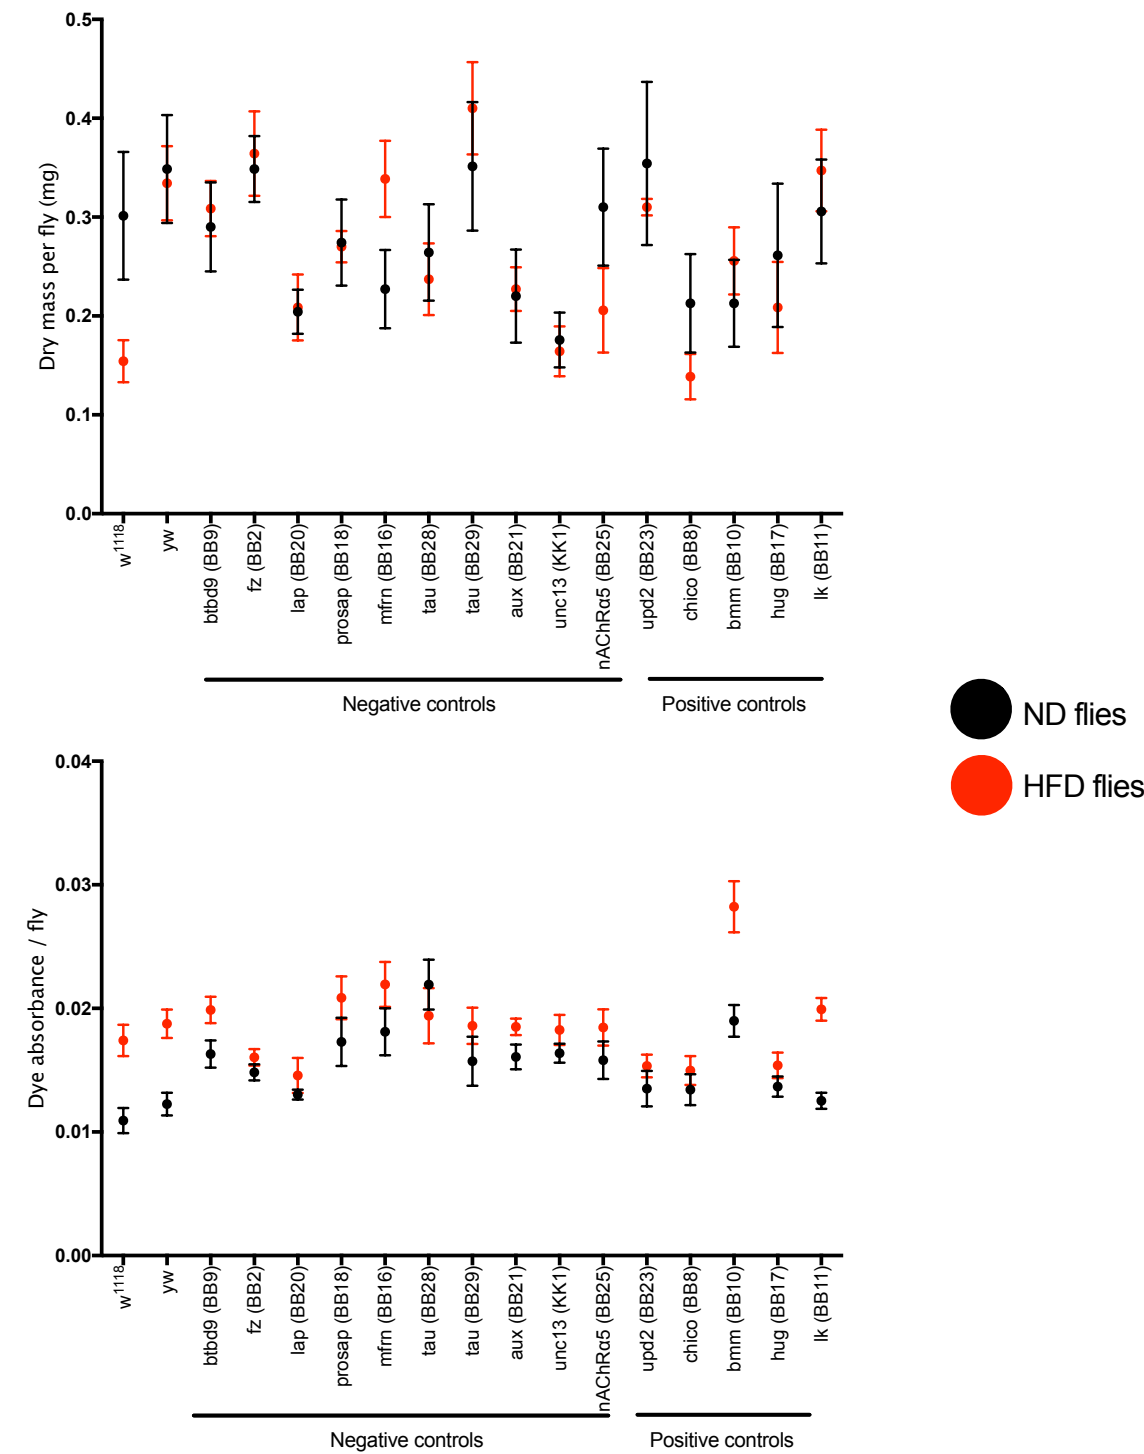 0.5
0.4
0.3
0.2
0.1
0.0
Dry mass per fly (mg)
w1118
yw
btbd9 (BB9)
fz (BB2)
lap (BB20)
prosap (BB18)
mfrn (BB16)
tau (BB28)
tau (BB29)
aux (BB21)
unc13 (KK1)
nAChRα5 (BB25)
upd2 (BB23)
chico (BB8)
bmm (BB10)
hug (BB17)
lk (BB11)
Negative controls
Positive controls
ND flies
HFD flies
0.04
0.03
0.02
0.01
0.00
Dye absorbance / fly
w1118
yw
btbd9 (BB9)
fz (BB2)
lap (BB20)
prosap (BB18)
mfrn (BB16)
tau (BB28)
tau (BB29)
aux (BB21)
unc13 (KK1)
nAChRα5 (BB25)
upd2 (BB23)
chico (BB8)
bmm (BB10)
hug (BB17)
lk (BB11)
Negative controls
Positive controls